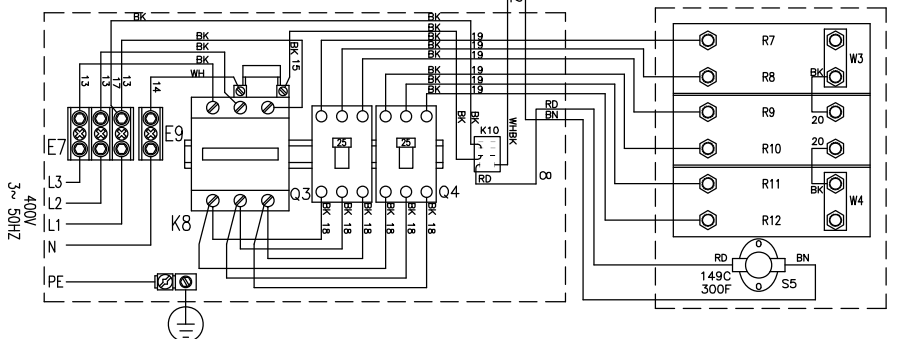 BK
BK
BK
WH
13
13
17
13
14
BK 15
BK
BK
19
BK
19
BK
19
BK
19
BK
19
BK
19
BK
BK
K10
WHBK
RD
BN
RD
8
E7
E9
25
25
Q3
Q4
K8
BK 18
BK 18
BK 18
BK 18
BK 18
BK 18
L3
L2
L1
N
PE
400V
3~ 50HZ
R7
R8
R9
R10
R11
R12
W3
BK
20
20
BK
W4
RD
BN
149C
300F
S5